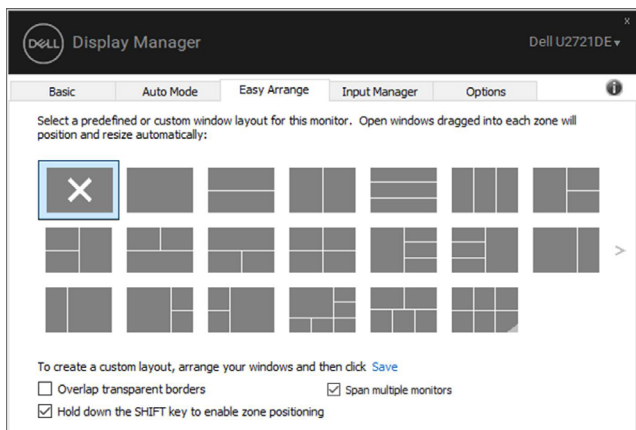 x
DELL Display Manager Dell U2721DE
Basic Auto Mode Easy Arrange Input Manager Options i
Select a predefined or custom window layout for this monitor. Open windows dragged into each zone will
position and resize automatically:
To create a custom layout, arrange your windows and then click Save
Overlap transparent borders Span multiple monitors
Hold down the SHIFT key to enable zone positioning